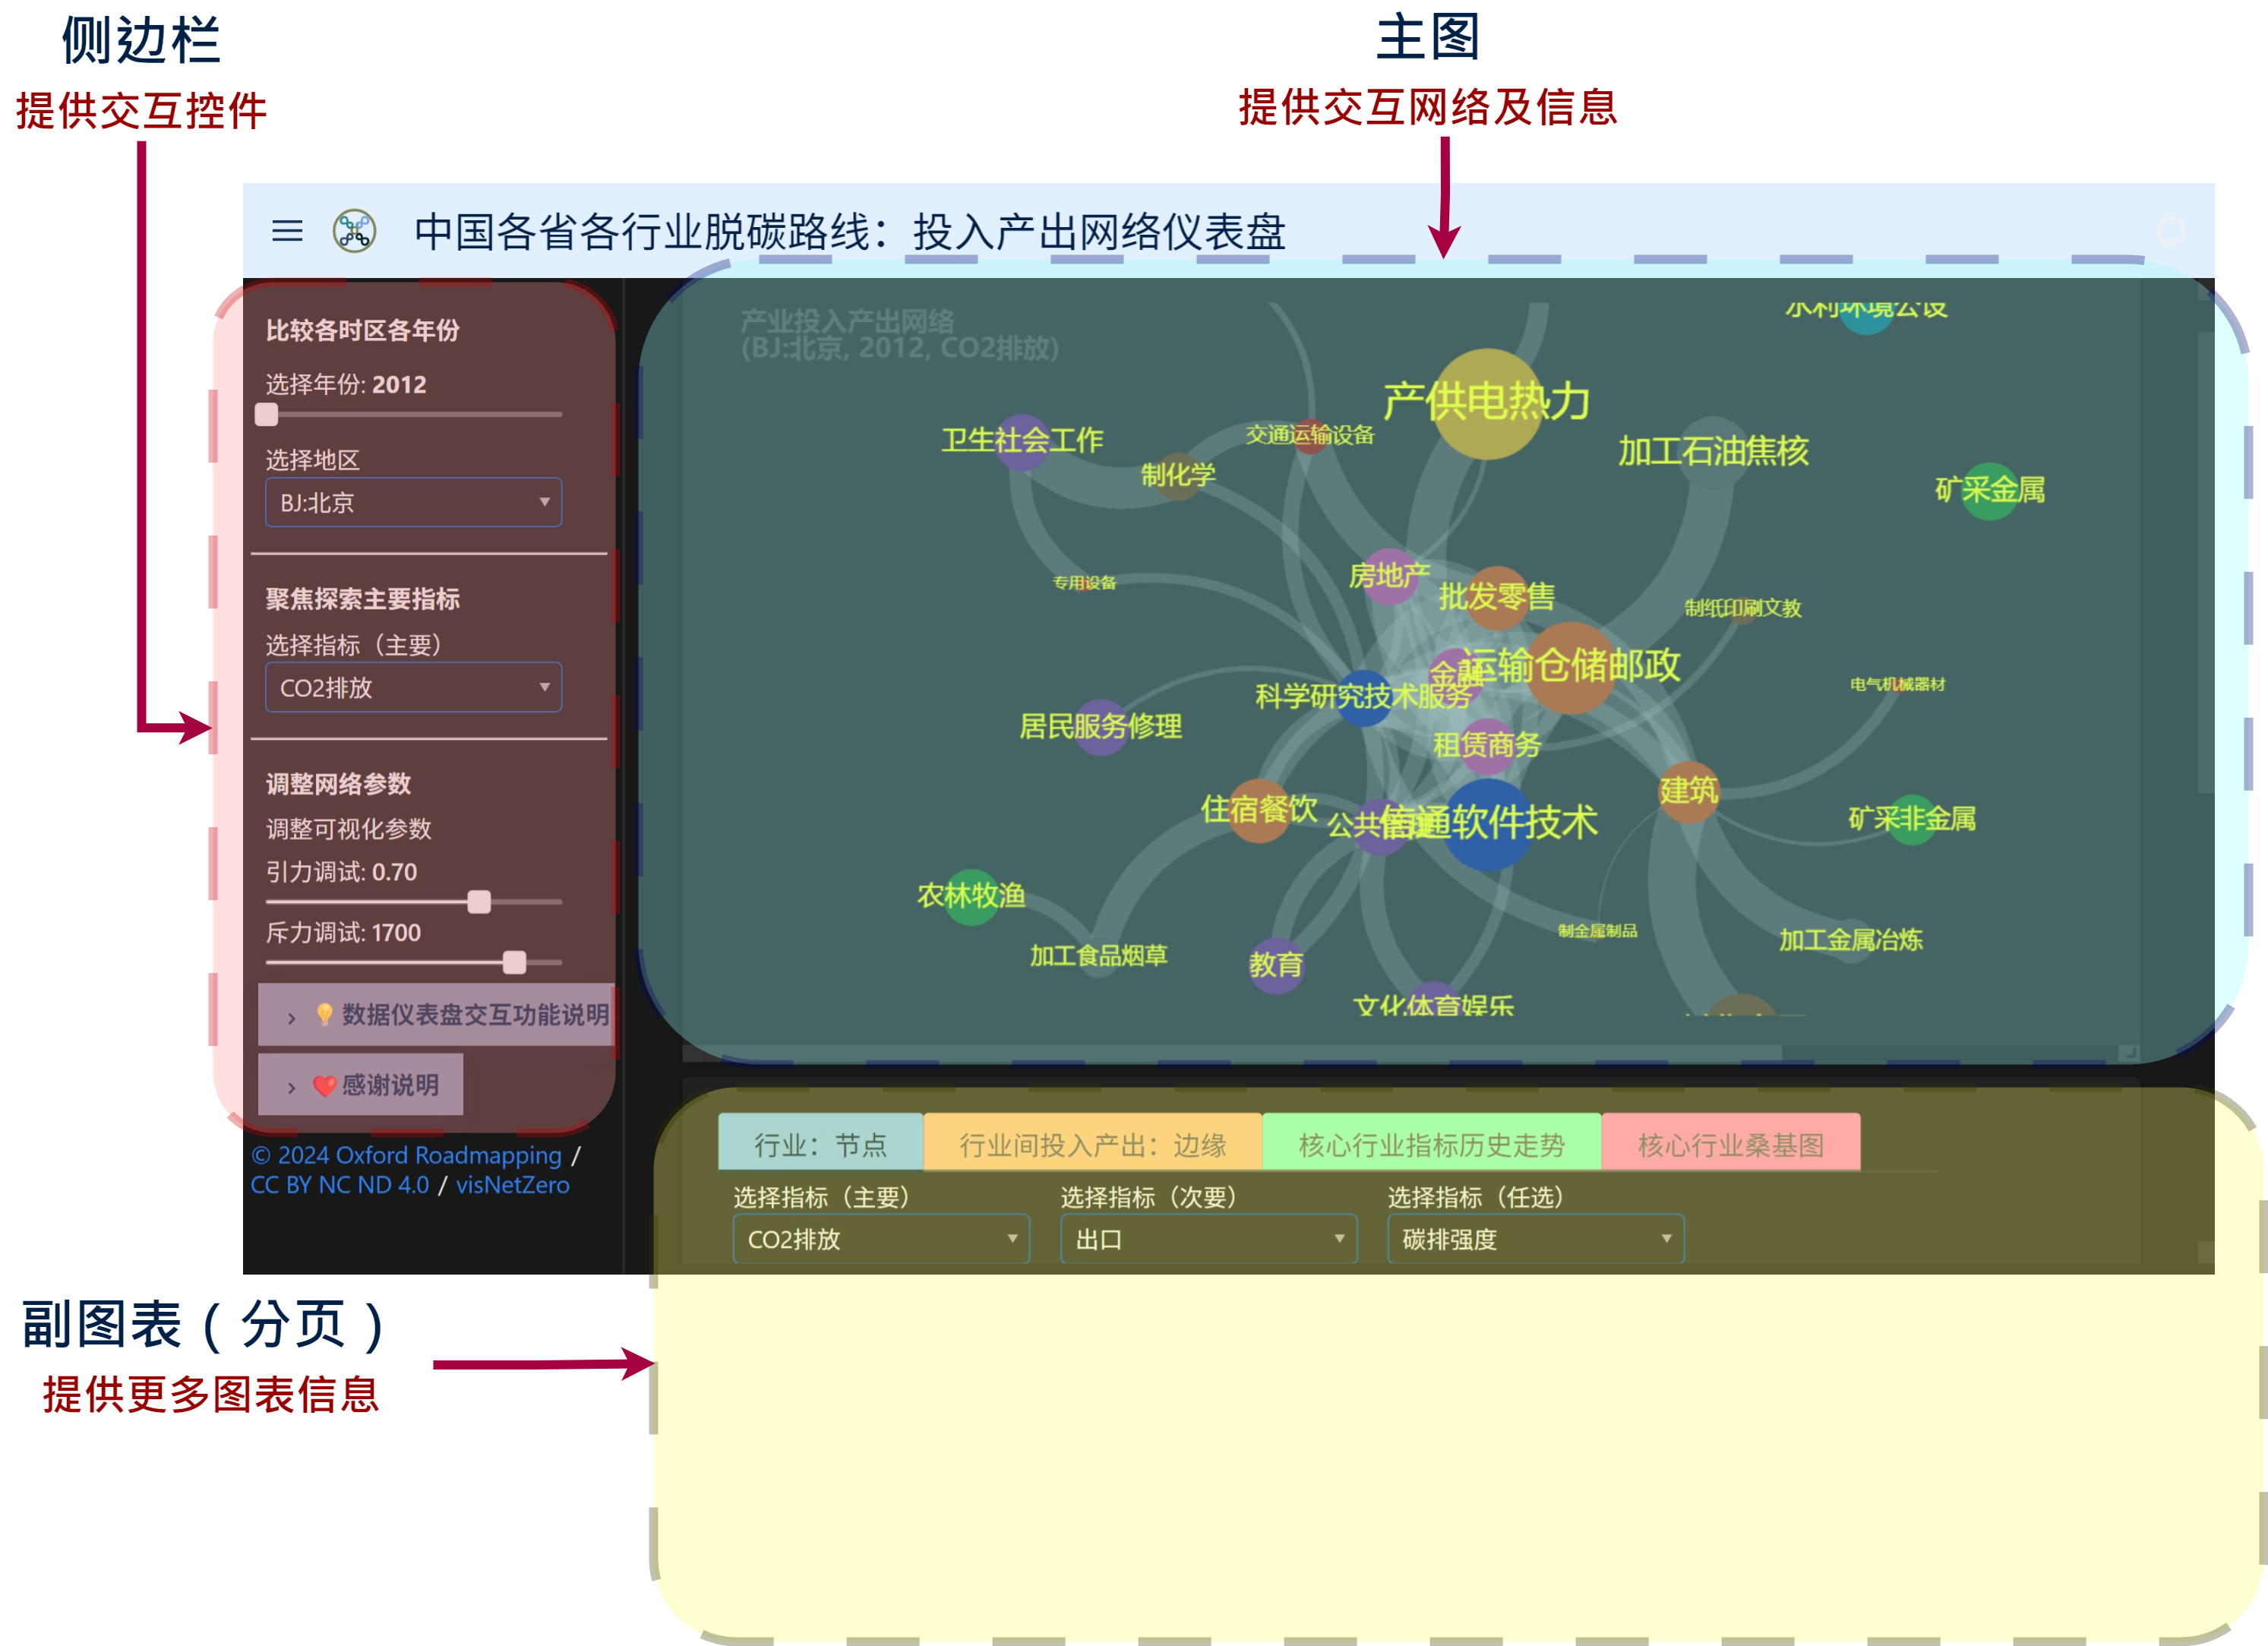 侧边栏
提供交互控件
主图
提供交互网络及信息
中国各省各行业脱碳路线：投入产出网络仪表盘
比较各时区各年份
选择年份: 2012
选择地区
BJ:北京
聚焦探索主要指标
选择指标（主要）
CO2排放
调整网络参数
调整可视化参数
引力调试: 0.70
斥力调试: 1700
› 💡数据仪表盘交互功能说明
› ❤️感谢说明
© 2024 Oxford Roadmapping /
CC BY NC ND 4.0 / visNetZero
产业投入产出网络
(BJ:北京, 2012, CO2排放)
水利环境公设
产供电热力
卫生社会工作
交通运输设备
加工石油焦核
制化学
矿采金属
专用设备
房地产
批发零售
制纸印刷文教
金融
运输仓储邮政
电气机械器材
科学研究技术服务
居民服务修理
租赁商务
建筑
住宿餐饮
公共管理
信通软件技术
矿采非金属
农林牧渔
制金属制品
加工金属冶炼
加工食品烟草
教育
文化体育娱乐
行业：节点
行业间投入产出：边缘
核心行业指标历史走势
核心行业桑基图
选择指标（主要）
选择指标（次要）
选择指标（任选）
CO2排放
出口
碳排强度
副图表（分页）
提供更多图表信息